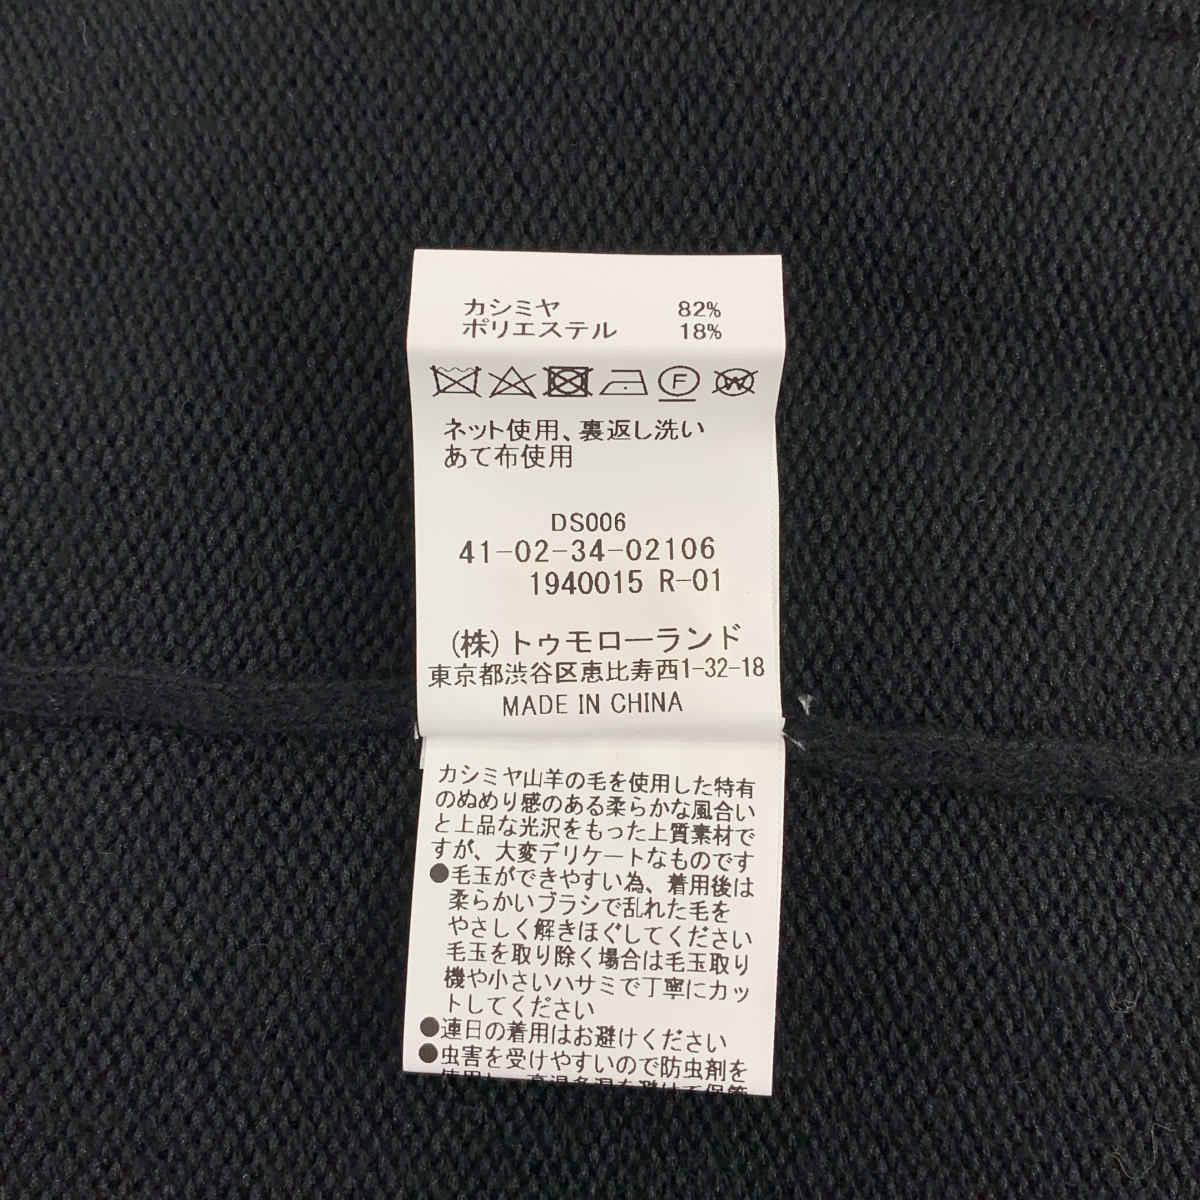 カシミヤ 82%
ポリエステル 18%
F
W
ネット使用、裏返し洗い
あて布使用
DS006
41-02-34-02106
1940015 R-01
(株)トゥモローランド
東京都渋谷区恵比寿西1-32-18
MADE IN CHINA
カシミヤ山羊の毛を使用した特有
のぬめり感のある柔らかな風合い
と上品な光沢をもった上質素材で
すが、大変デリケートなものです
●毛玉ができやすい為、着用後は
柔らかいブラシで乱れた毛を
やさしく解きほぐしてください
毛玉を取り除く場合は毛玉取り
機や小さいハサミで丁寧にカッ
トしてください
●連日の着用はお避けください
●虫害を受けやすいので防虫剤を